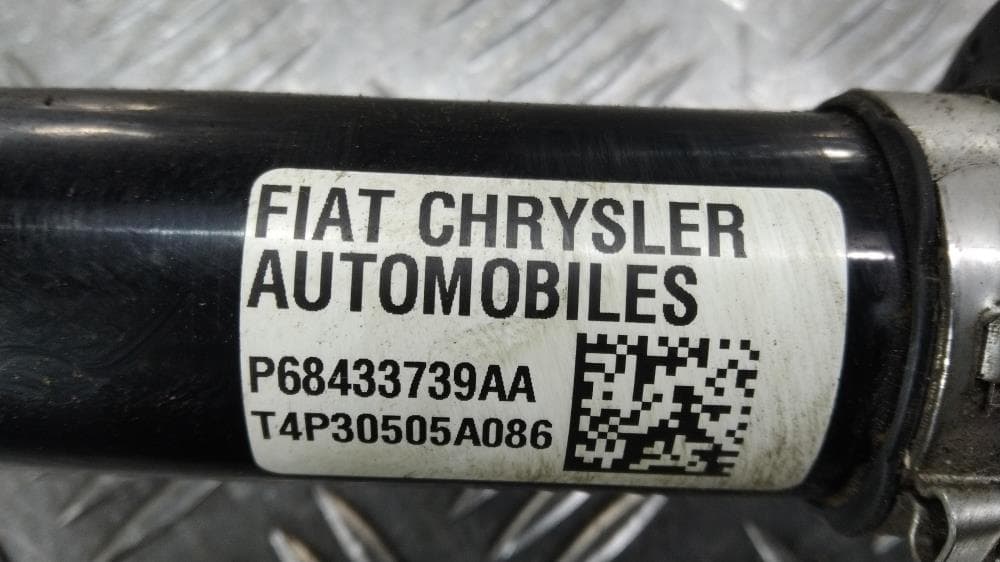 FIAT CHRYSLER
AUTOMOBILES
P68433739AA
T4P30505A086